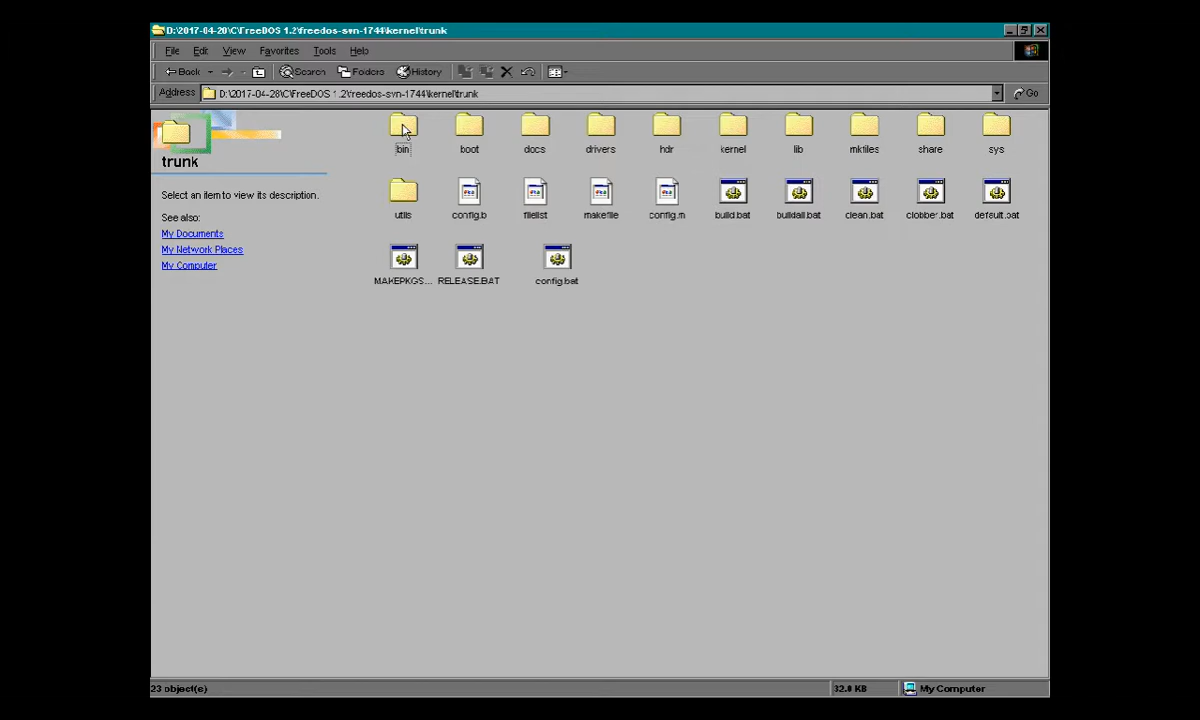 D:\2017-04-20\C\FreeDOS 1.2\freedos-svn-1744\kernel\trunk
File Edit View Favorites Tools Help
Back Search Folders History
Address D:\2017-04-28\C\FreeDOS 1.2\freedos-svn-1744\kernel\trunk Go
bin boot docs drivers hdr kernel lib mkfiles share sys
trunk
Select an item to view its description.
See also:
My Documents
My Network Places
My Computer
utils config.b filelist makefile config.m build.bat buildall.bat clean.bat clobber.bat default.bat
MAKEPKGS... RELEASE.BAT config.bat
23 object(s) 32.0 KB My Computer